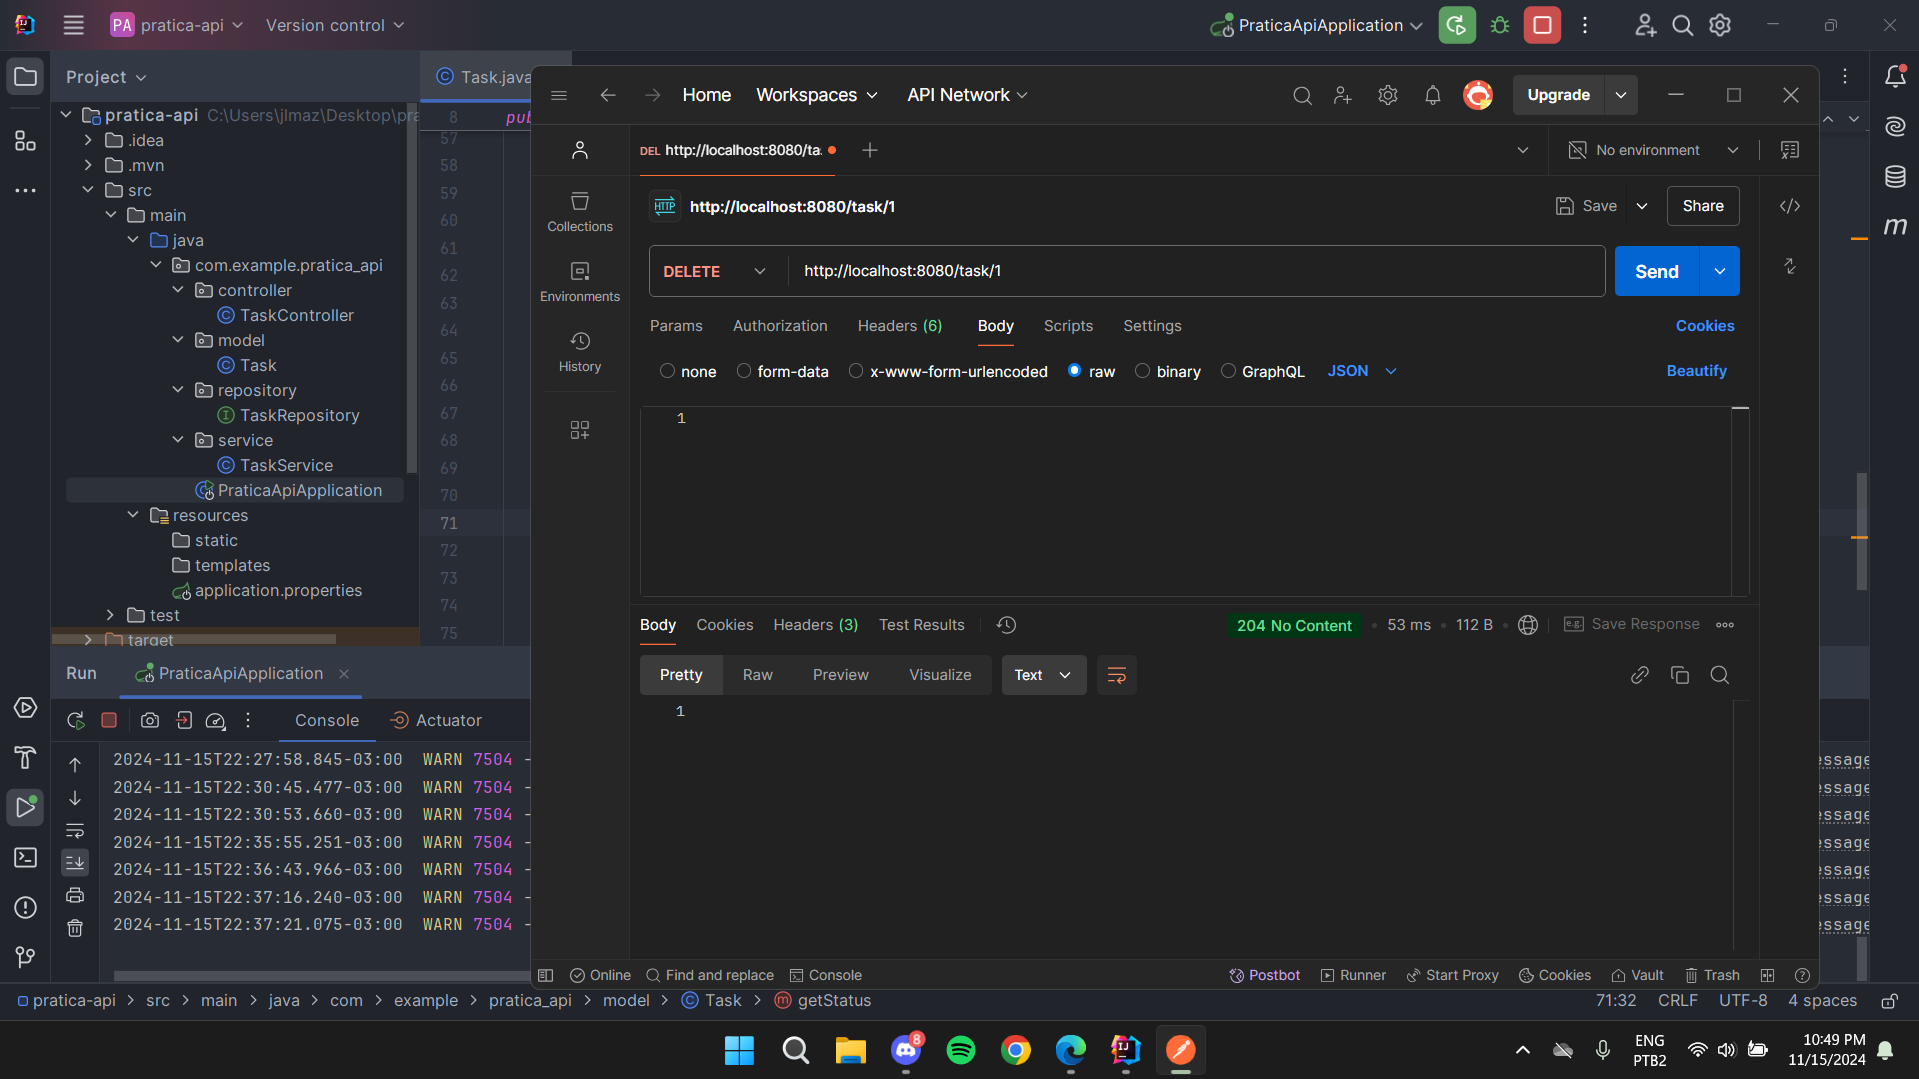 PA pratica-api
Version control
PraticaApiApplication
Project
Task.java
pratica-api C:\Users\jlmaz\Desktop\pra
.idea
.mvn
src
main
java
com.example.pratica_api
controller
TaskController
model
Task
repository
TaskRepository
service
TaskService
PraticaApiApplication
resources
static
templates
application.properties
test
target
8 pub
57
58
59
60
61
62
63
64
65
66
67
68
69
70
71
72
73
74
75
Home Workspaces API Network
Upgrade
DEL http://localhost:8080/ta
No environment
HTTP http://localhost:8080/task/1
Save
Share
Collections
Environments
History
DELETE http://localhost:8080/task/1
Send
Params Authorization Headers (6) Body Scripts Settings
Cookies
none form-data x-www-form-urlencoded raw binary GraphQL JSON
Beautify
1
Body Cookies Headers (3) Test Results
204 No Content 53 ms 112 B
e.g. Save Response
Pretty Raw Preview Visualize Text
1
Online Find and replace Console
Postbot Runner Start Proxy Cookies Vault Trash
Run PraticaApiApplication
Console Actuator
2024-11-15T22:27:58.845-03:00 WARN 7504 - essage
2024-11-15T22:30:45.477-03:00 WARN 7504 - essage
2024-11-15T22:30:53.660-03:00 WARN 7504 - essage
2024-11-15T22:35:55.251-03:00 WARN 7504 - essage
2024-11-15T22:36:43.966-03:00 WARN 7504 - essage
2024-11-15T22:37:16.240-03:00 WARN 7504 - essage
2024-11-15T22:37:21.075-03:00 WARN 7504 - essage
pratica-api > src > main > java > com > example > pratica_api > model > Task > getStatus
71:32 CRLF UTF-8 4 spaces
8
ENG
PTB2
10:49 PM
11/15/2024